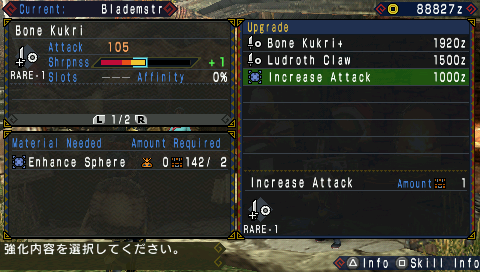 Current: Blademstr
88827z
Bone Kukri
Attack 105
Shrpnss +1
RARE-1 Slots --- Affinity 0%
L 1/2 R
Material Needed Amount Required
Enhance Sphere 0 142/ 2
Upgrade
Bone Kukri+ 1920z
Ludroth Claw 1500z
Increase Attack 1000z
Increase Attack Amount 1
RARE-1
強化内容を選択してください。
Info Skill Info